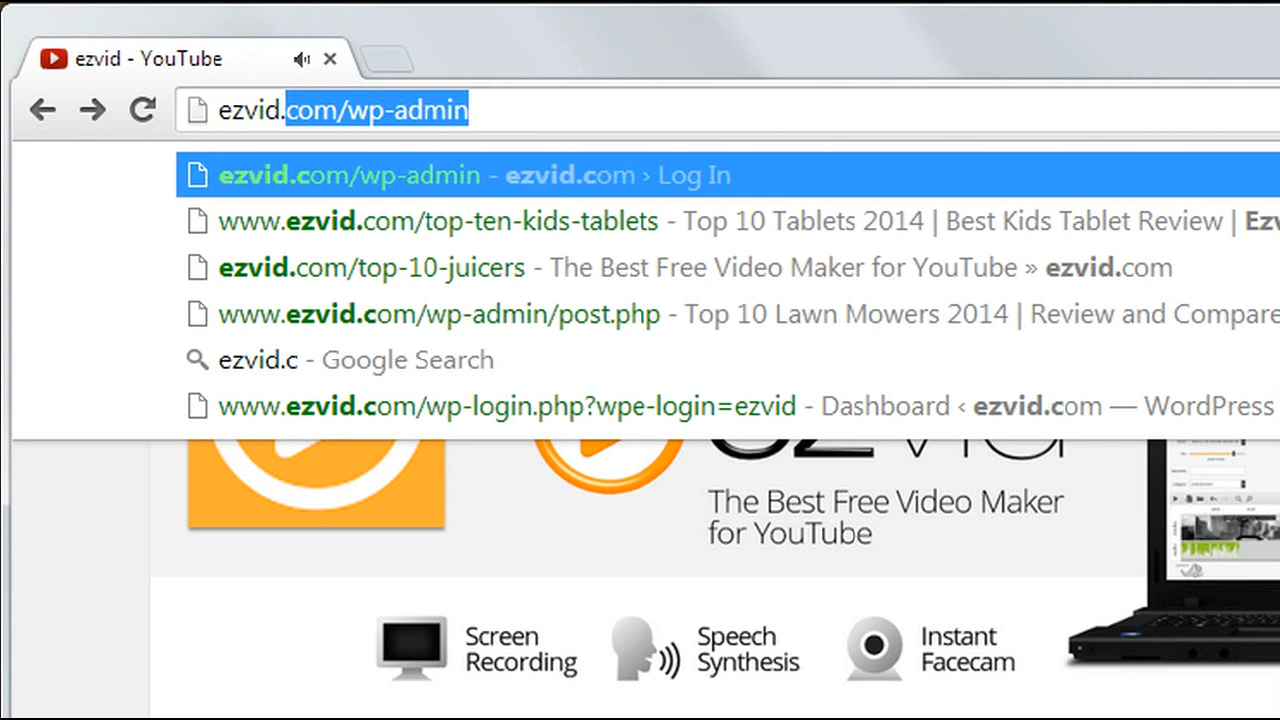 ezvid - YouTube
ezvid.com/wp-admin
ezvid.com/wp-admin - ezvid.com › Log In
www.ezvid.com/top-ten-kids-tablets - Top 10 Tablets 2014 | Best Kids Tablet Review | Ezv
ezvid.com/top-10-juicers - The Best Free Video Maker for YouTube » ezvid.com
www.ezvid.com/wp-admin/post.php - Top 10 Lawn Mowers 2014 | Review and Compare
ezvid.c - Google Search
www.ezvid.com/wp-login.php?wpe-login=ezvid - Dashboard ‹ ezvid.com — WordPress
The Best Free Video Maker
for YouTube
Screen
Recording
Speech
Synthesis
Instant
Facecam